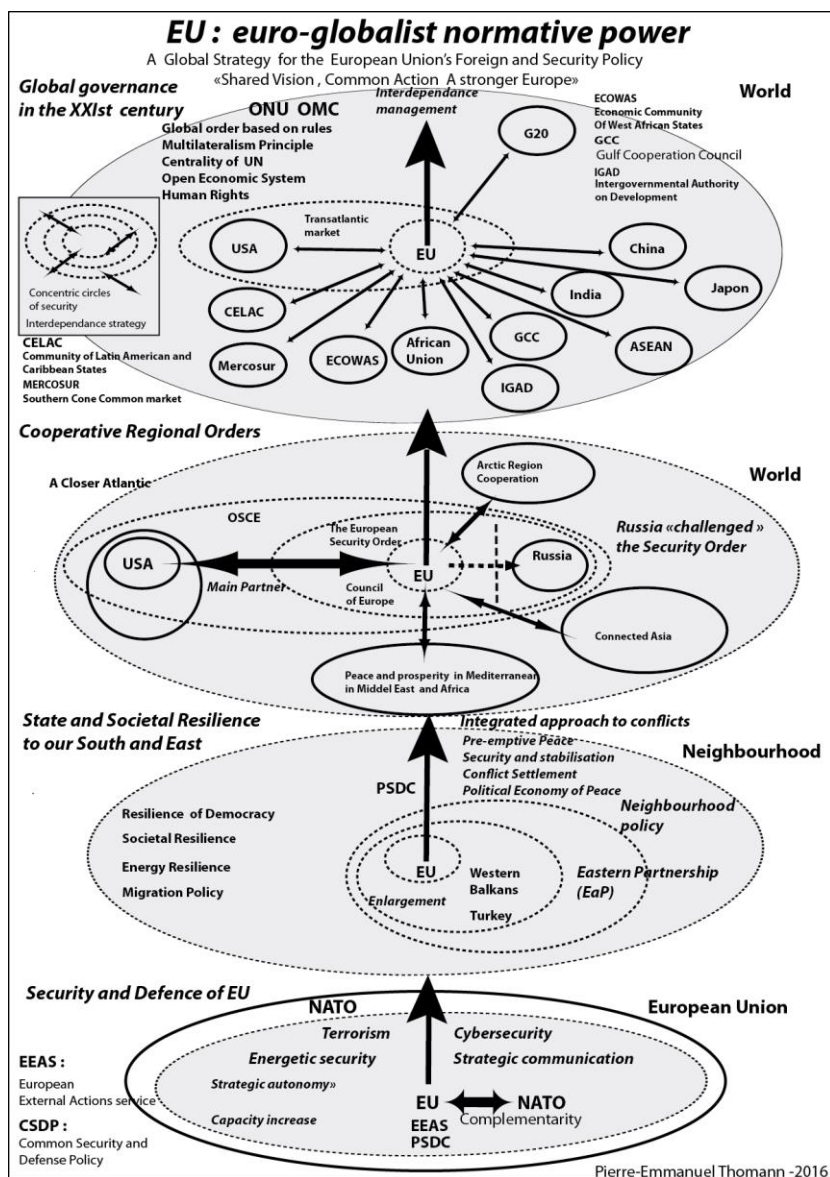 EU : euro-globalist normative power
A Global Strategy for the European Union's Foreign and Security Policy
«Shared Vision , Common Action A stronger Europe»
Global governance
in the XXIst century
ONU OMC
Interdependance
management
World
Global order based on rules
Multilateralism Principle
Centrality of UN
Open Economic System
Human Rights
G20
ECOWAS
Economic Community
Of West African States
GCC
Gulf Cooperation Council
IGAD
Intergovernmental Authority
on Development
Concentric circles
of security
Interdependance strategy
Transatlantic
market
USA
EU
China
Japon
India
CELAC
Mercosur
ECOWAS
African
Union
GCC
IGAD
ASEAN
CELAC
Community of Latin American and
Caribbean States
MERCOSUR
Southern Cone Common market
Cooperative Regional Orders
World
A Closer Atlantic
Arctic Region
Cooperation
OSCE
The European
Security Order
Russia «challenged »
the Security Order
USA
Main Partner
EU
Russia
Council
of Europe
Connected Asia
Peace and prosperity in Mediterranean
in Middel East and Africa
State and Societal Resilience
to our South and East
Integrated approach to conflicts
Pre-emptive Peace
Security and stabilisation
Conflict Settlement
Political Economy of Peace
Neighbourhood
PSDC
Resilience of Democracy
Societal Resilience
Energy Resilience
Migration Policy
Neighbourhood
policy
EU
Enlargement
Western
Balkans
Turkey
Eastern Partnership
(EaP)
Security and Defence of EU
NATO
European Union
Terrorism
Cybersecurity
Energetic security
Strategic communication
Strategic autonomy»
Capacity increase
EU
NATO
Complementarity
EEAS
PSDC
EEAS :
European
External Actions service
CSDP :
Common Security and
Defense Policy
Pierre-Emmanuel Thomann -2016